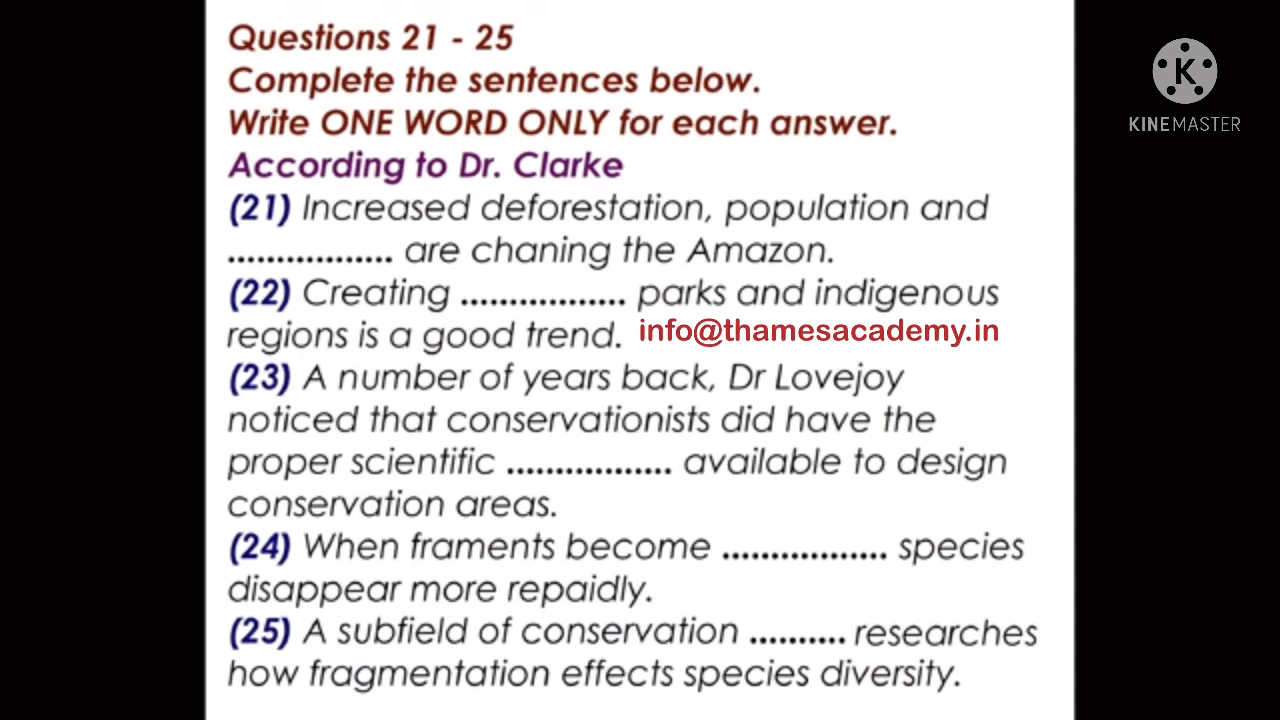 Questions 21 - 25
Complete the sentences below.
Write ONE WORD ONLY for each answer.
According to Dr. Clarke
(21) Increased deforestation, population and
................. are chaning the Amazon.
(22) Creating ................. parks and indigenous
regions is a good trend. info@thamesacademy.in
(23) A number of years back, Dr Lovejoy
noticed that conservationists did have the
proper scientific ................. available to design
conservation areas.
(24) When framents become ................. species
disappear more repaidly.
(25) A subfield of conservation .......... researches
how fragmentation effects species diversity.
K
KINEMASTER